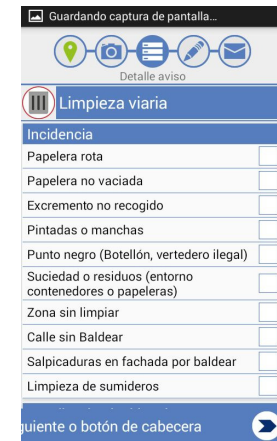 Guardando captura de pantalla...
Detalle aviso
Limpieza viaria
Incidencia
Papelera rota
Papelera no vaciada
Excremento no recogido
Pintadas o manchas
Punto negro (Botellón, vertedero ilegal)
Suciedad o residuos (entorno
contenedores o papeleras)
Zona sin limpiar
Calle sin Baldear
Salpicaduras en fachada por baldear
Limpieza de sumideros
guiente o botón de cabecera